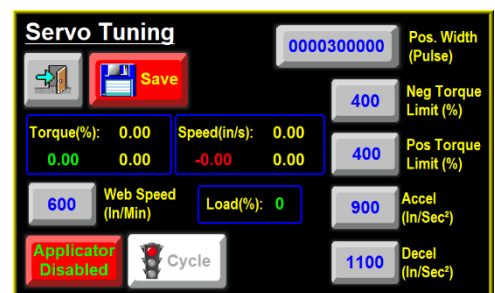 Servo Tuning
0000300000
Pos. Width
(Pulse)
Save
400
Neg Torque
Limit (%)
Torque(%): 0.00
0.00 0.00
Speed(in/s): 0.00
-0.00 0.00
400
Pos Torque
Limit (%)
600
Web Speed
(In/Min)
Load(%): 0
900
Accel
(In/Sec²)
Applicator
Disabled
Cycle
1100
Decel
(In/Sec²)